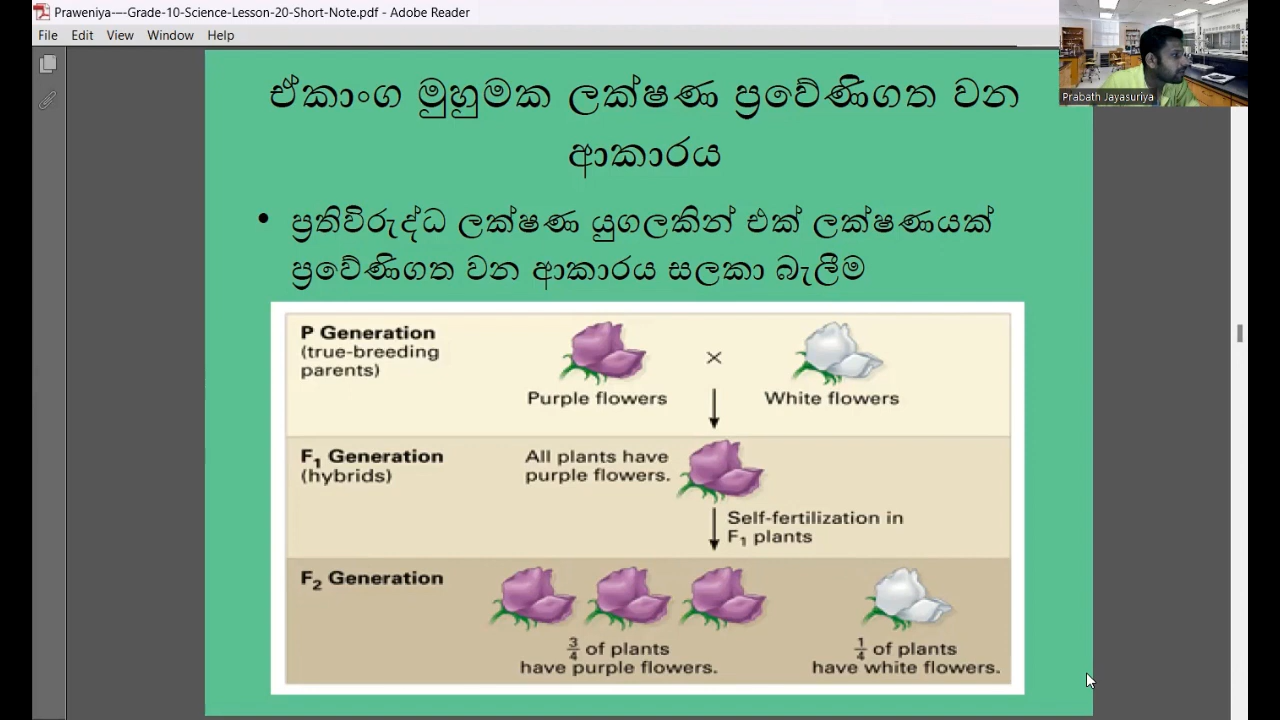 Praweniya-–-Grade-10-Science-Lesson-20-Short-Note.pdf - Adobe Reader
File Edit View Window Help
Prabath Jayasuriya
ඒකාංග මුහුමක ලක්ෂණ ප්‍රවේණිගත වන
ආකාරය
• ප්‍රතිවිරුද්ධ ලක්ෂණ යුගලකින් එක් ලක්ෂණයක්
ප්‍රවේණිගත වන ආකාරය සලකා බැලීම
P Generation
(true-breeding
parents)
×
Purple flowers
White flowers
F₁ Generation
(hybrids)
All plants have
purple flowers.
Self-fertilization in
F₁ plants
F₂ Generation
3/4 of plants
have purple flowers.
1/4 of plants
have white flowers.